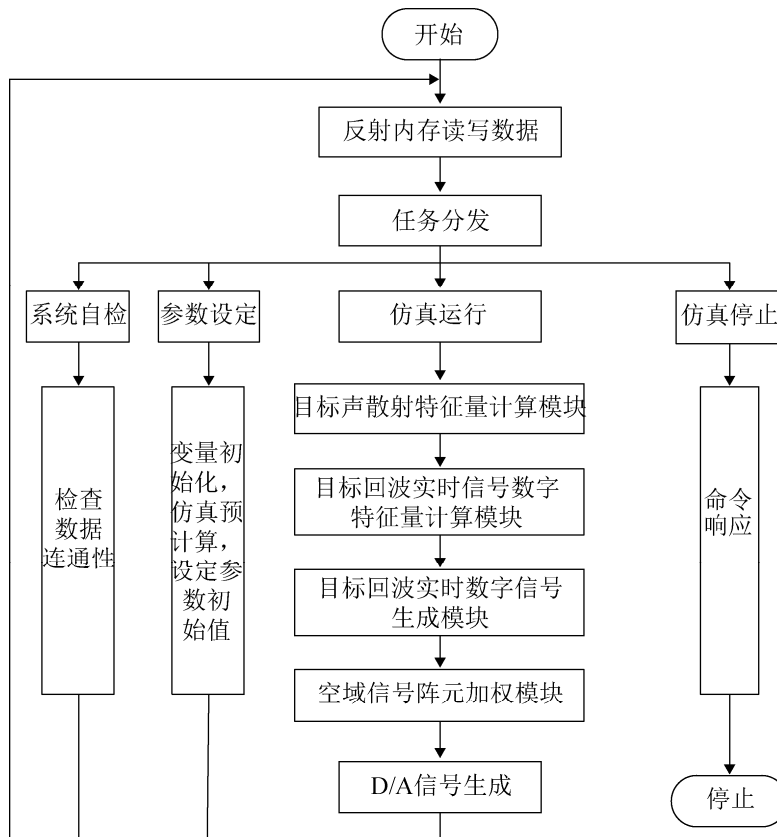 开始
反射内存读写数据
任务分发
系统自检
参数设定
仿真运行
仿真停止
目标声散射特征量计算模块
目标回波实时信号数字
特征量计算模块
目标回波实时数字信号
生成模块
空域信号阵元加权模块
D/A信号生成
检查
数据
连通性
变量初
始化，
仿真预
计算，
设定参
数初
始值
命令
响应
停止